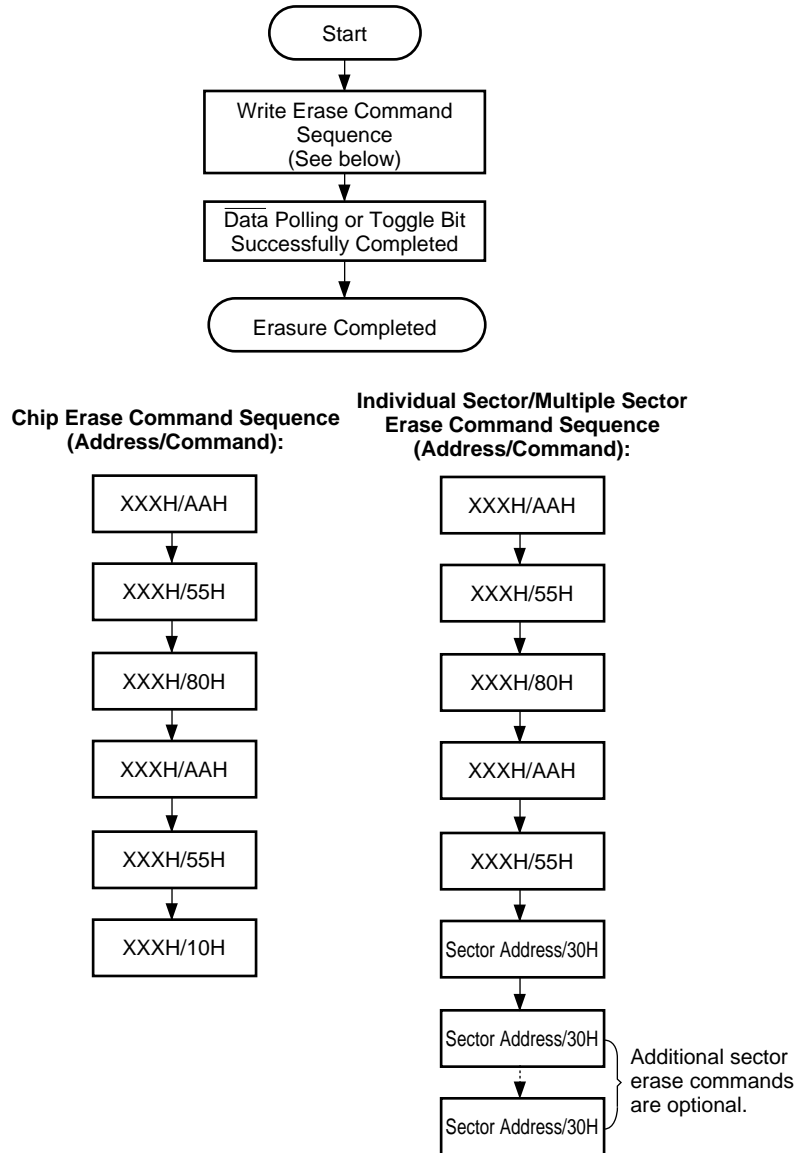 Start
Write Erase Command
Sequence
(See below)
Data Polling or Toggle Bit
Successfully Completed
Erasure Completed
Chip Erase Command Sequence
(Address/Command):
XXXH/AAH
XXXH/55H
XXXH/80H
XXXH/AAH
XXXH/55H
XXXH/10H
Individual Sector/Multiple Sector
Erase Command Sequence
(Address/Command):
XXXH/AAH
XXXH/55H
XXXH/80H
XXXH/AAH
XXXH/55H
Sector Address/30H
Sector Address/30H
Sector Address/30H
Additional sector
erase commands
are optional.